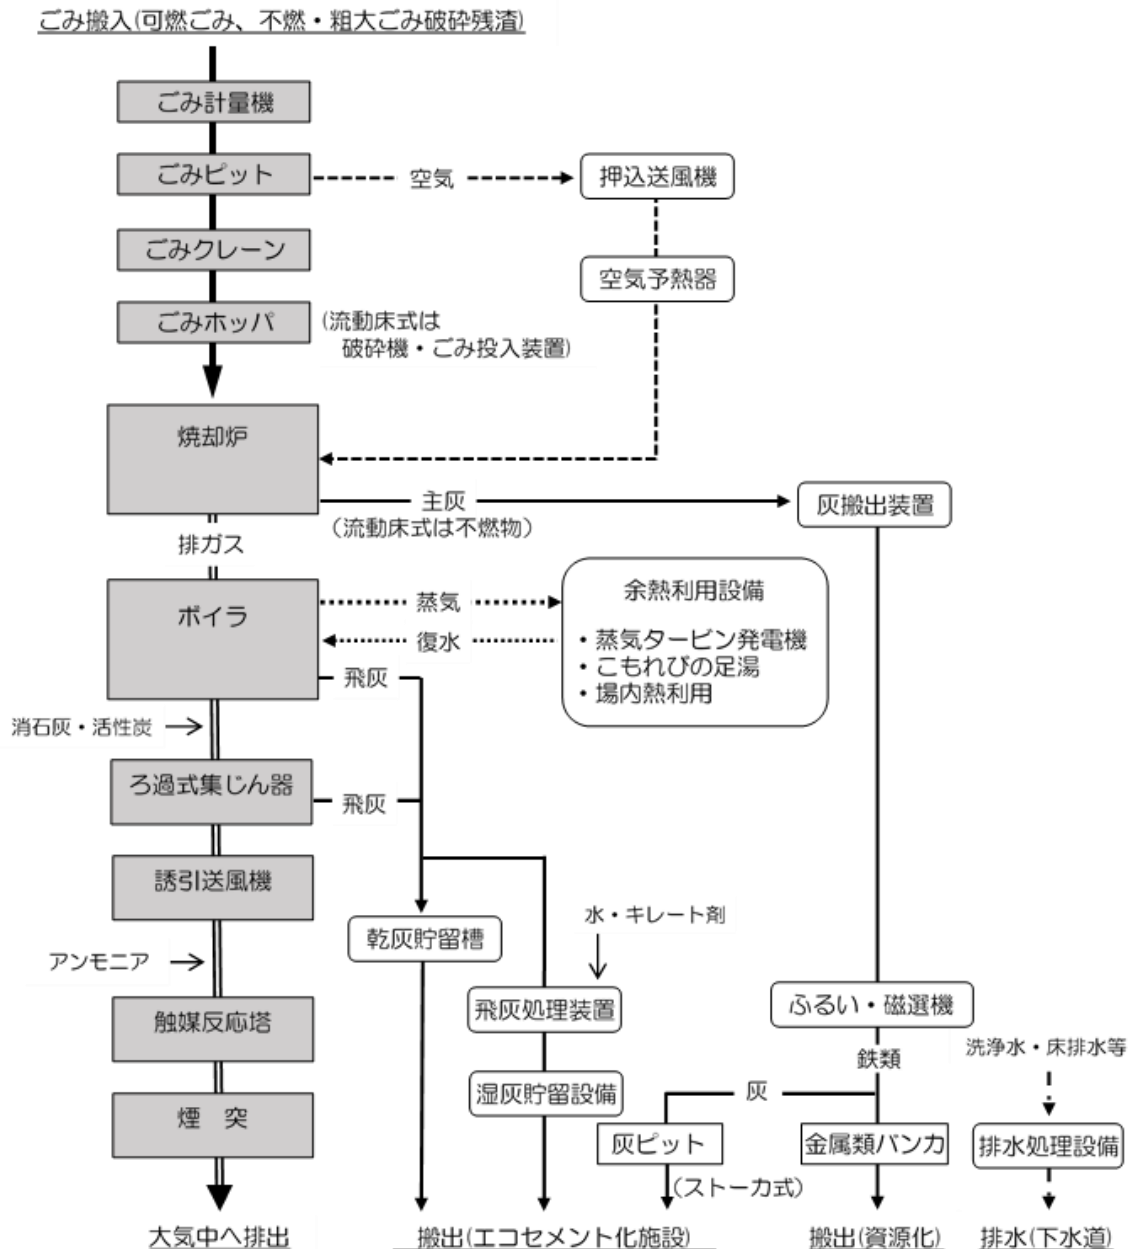 ごみ搬入(可燃ごみ、不燃・粗大ごみ破砕残渣)
ごみ計量機
ごみピット
空気
押込送風機
ごみクレーン
空気予熱器
ごみホッパ
(流動床式は
破砕機・ごみ投入装置)
焼却炉
主灰
(流動床式は不燃物)
灰搬出装置
排ガス
ボイラ
蒸気
復水
余熱利用設備
・蒸気タービン発電機
・こもれびの足湯
・場内熱利用
飛灰
消石灰・活性炭
ろ過式集じん器
飛灰
誘引送風機
乾灰貯留槽
水・キレート剤
アンモニア
飛灰処理装置
ふるい・磁選機
触媒反応塔
鉄類
洗浄水・床排水等
湿灰貯留設備
灰
煙　突
灰ピット
金属類バンカ
排水処理設備
(ストーカ式)
大気中へ排出
搬出(エコセメント化施設)
搬出(資源化)
排水(下水道)